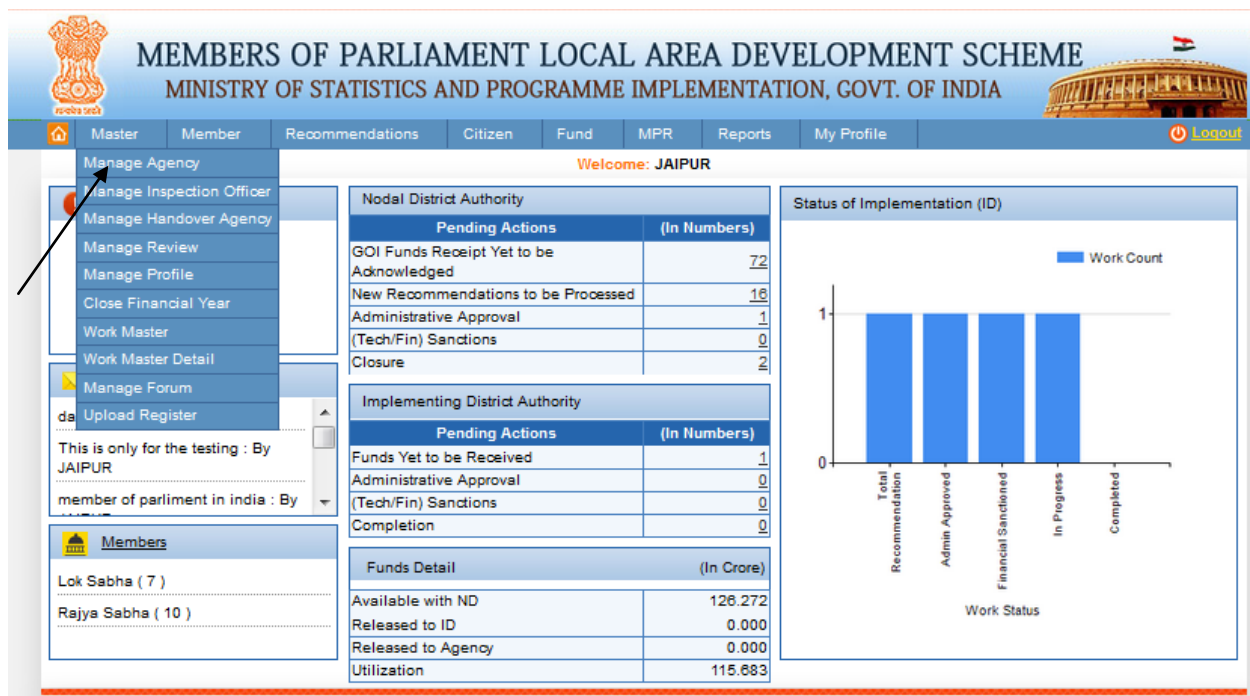 MEMBERS OF PARLIAMENT LOCAL AREA DEVELOPMENT SCHEME
MINISTRY OF STATISTICS AND PROGRAMME IMPLEMENTATION, GOVT. OF INDIA
Master Member Recommendations Citizen Fund MPR Reports My Profile Logout
Welcome: JAIPUR
Manage Agency
Manage Inspection Officer
Manage Handover Agency
Manage Review
Manage Profile
Close Financial Year
Work Master
Work Master Detail
Manage Forum
Upload Register
da
This is only for the testing : By
JAIPUR
member of parliment in india : By
Members
Lok Sabha ( 7 )
Rajya Sabha ( 10 )
Nodal District Authority
Pending Actions (In Numbers)
GOI Funds Receipt Yet to be
Acknowledged 72
New Recommendations to be Processed 16
Administrative Approval 1
(Tech/Fin) Sanctions 0
Closure 2
Implementing District Authority
Pending Actions (In Numbers)
Funds Yet to be Received 1
Administrative Approval 0
(Tech/Fin) Sanctions 0
Completion 0
Funds Detail (In Crore)
Available with ND 126.272
Released to ID 0.000
Released to Agency 0.000
Utilization 115.683
Status of Implementation (ID)
Work Count
1
0
Total
Recommendation
Admin Approved
Financial Sanctioned
In Progress
Completed
Work Status